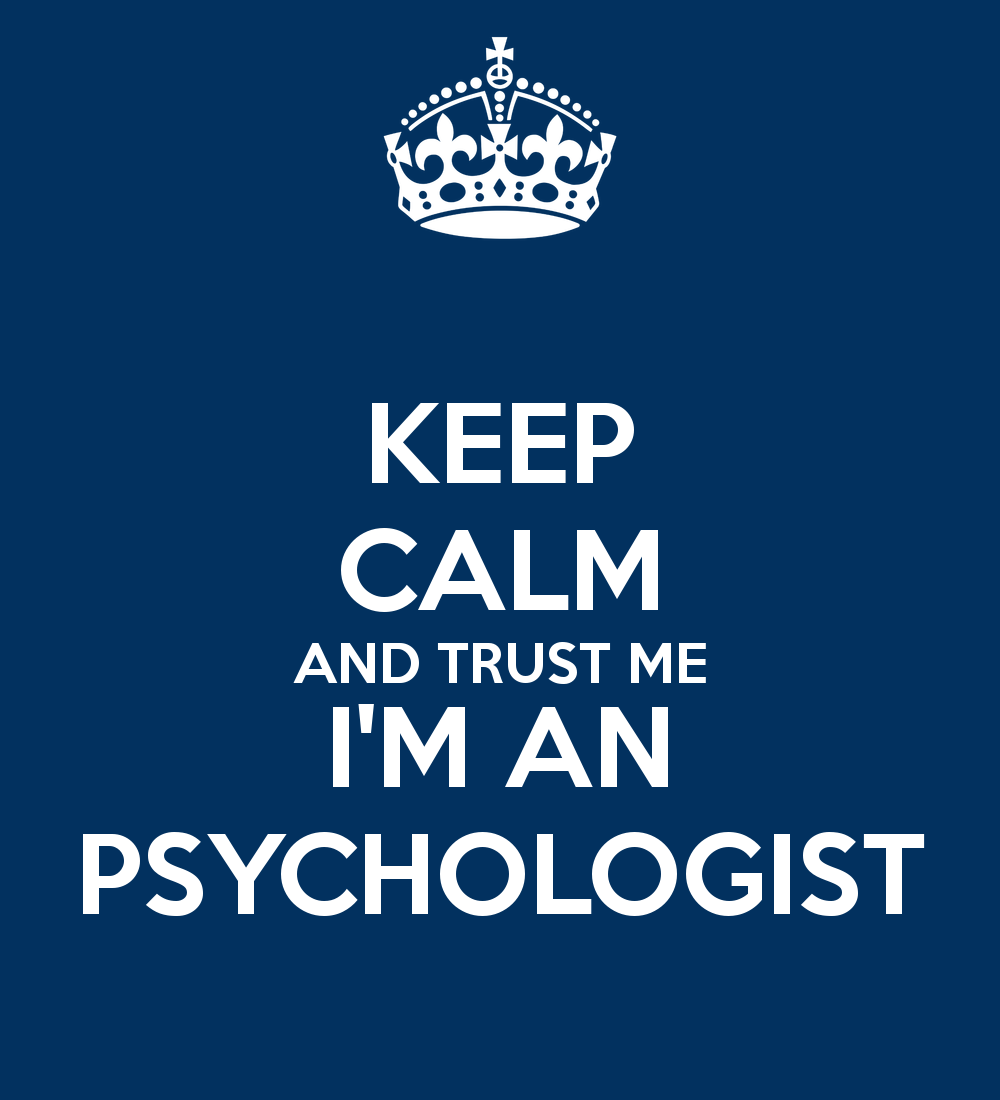 KEEP
CALM
AND TRUST ME
I'M AN
PSYCHOLOGIST